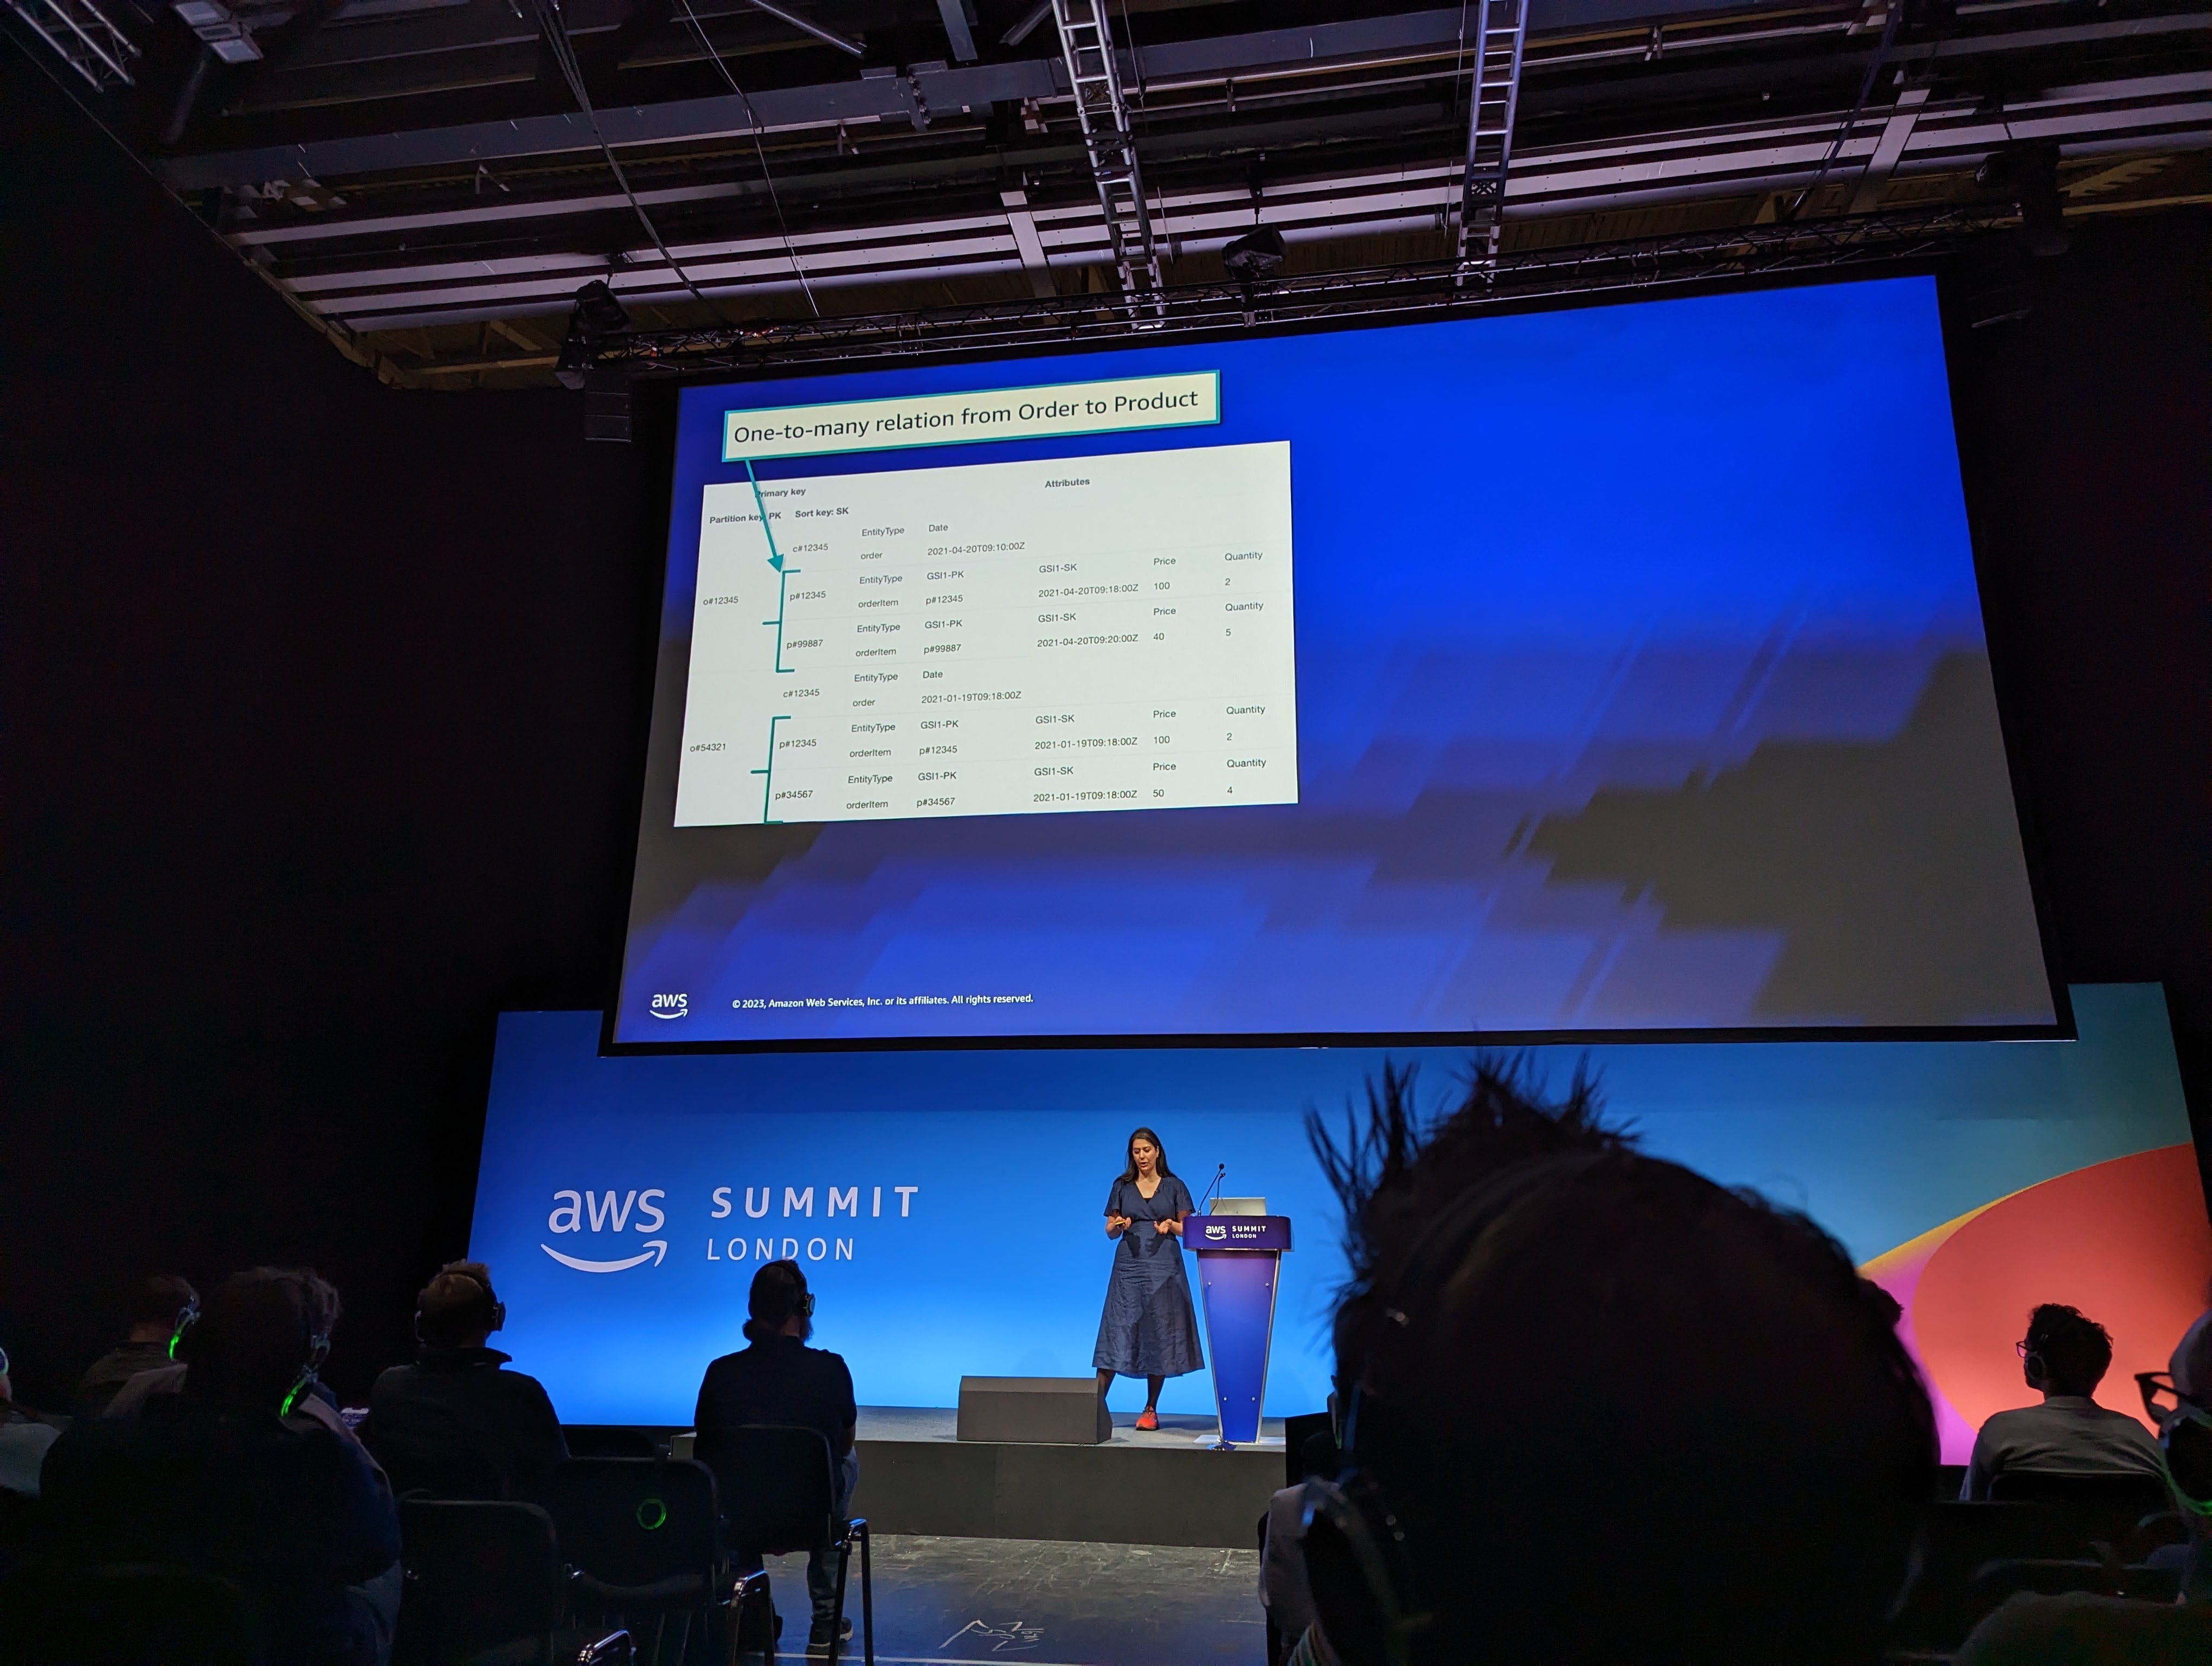 One-to-many relation from Order to Product
Primary key Attributes
Partition key: PK Sort key: SK
EntityType Date
c#12345
order 2021-04-20T09:10:00Z
EntityType GSI1-PK GSI1-SK Price Quantity
o#12345 p#12345
orderItem p#12345 2021-04-20T09:18:00Z 100 2
EntityType GSI1-PK GSI1-SK Price Quantity
p#99887
orderItem p#99887 2021-04-20T09:20:00Z 40 5
EntityType Date
c#12345
order 2021-01-19T09:18:00Z
EntityType GSI1-PK GSI1-SK Price Quantity
o#54321 p#12345
orderItem p#12345 2021-01-19T09:18:00Z 100 2
EntityType GSI1-PK GSI1-SK Price Quantity
p#34567
orderItem p#34567 2021-01-19T09:18:00Z 50 4
aws © 2023, Amazon Web Services, Inc. or its affiliates. All rights reserved.
aws SUMMIT
LONDON
aws SUMMIT
LONDON